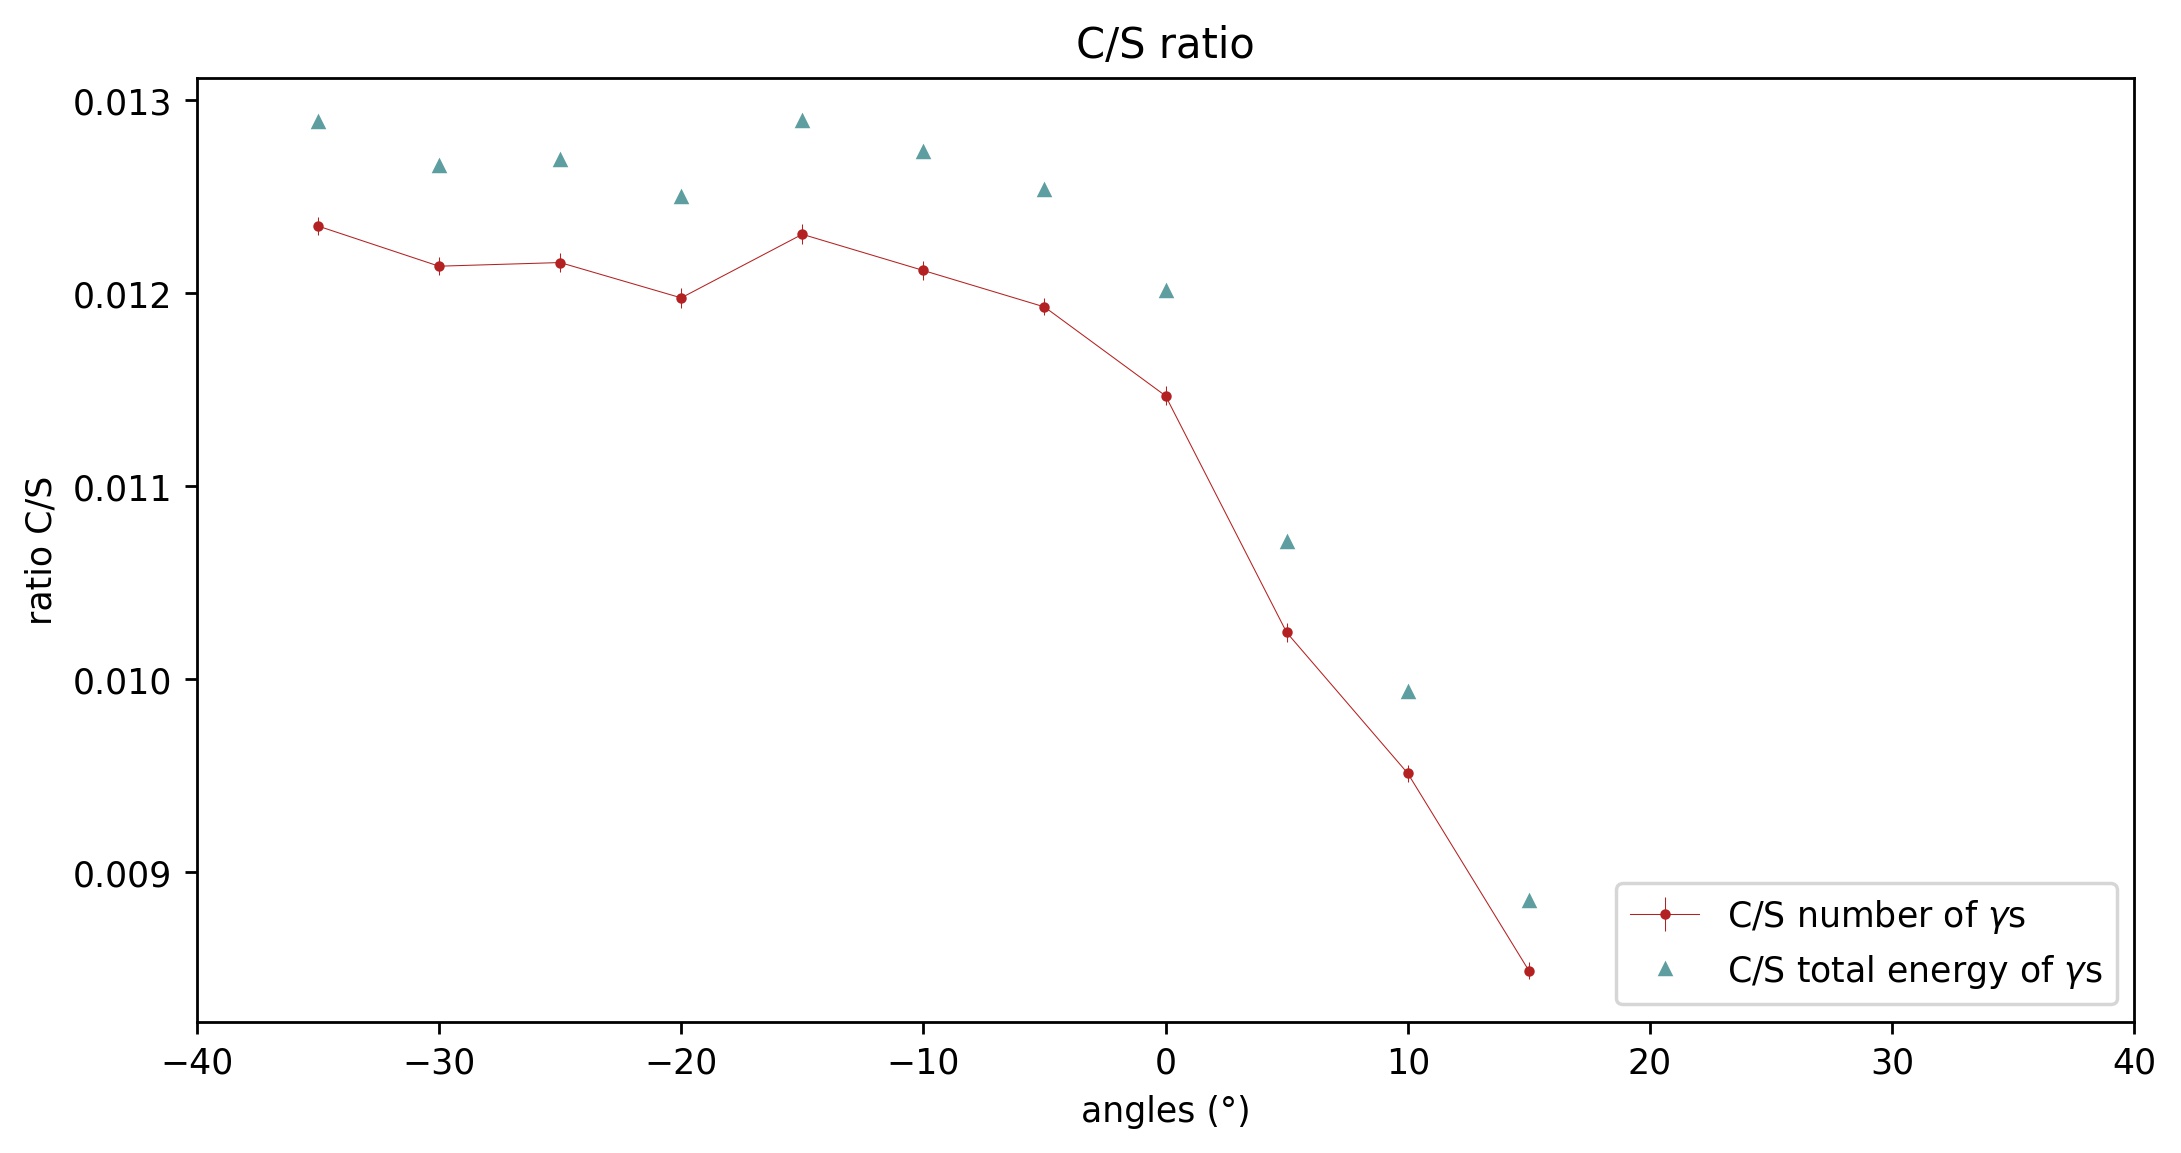 C/S ratio
0.013
0.012
0.011
0.010
0.009
ratio C/S
−40
−30
−20
−10
0
10
20
30
40
angles (°)
C/S number of γs
C/S total energy of γs